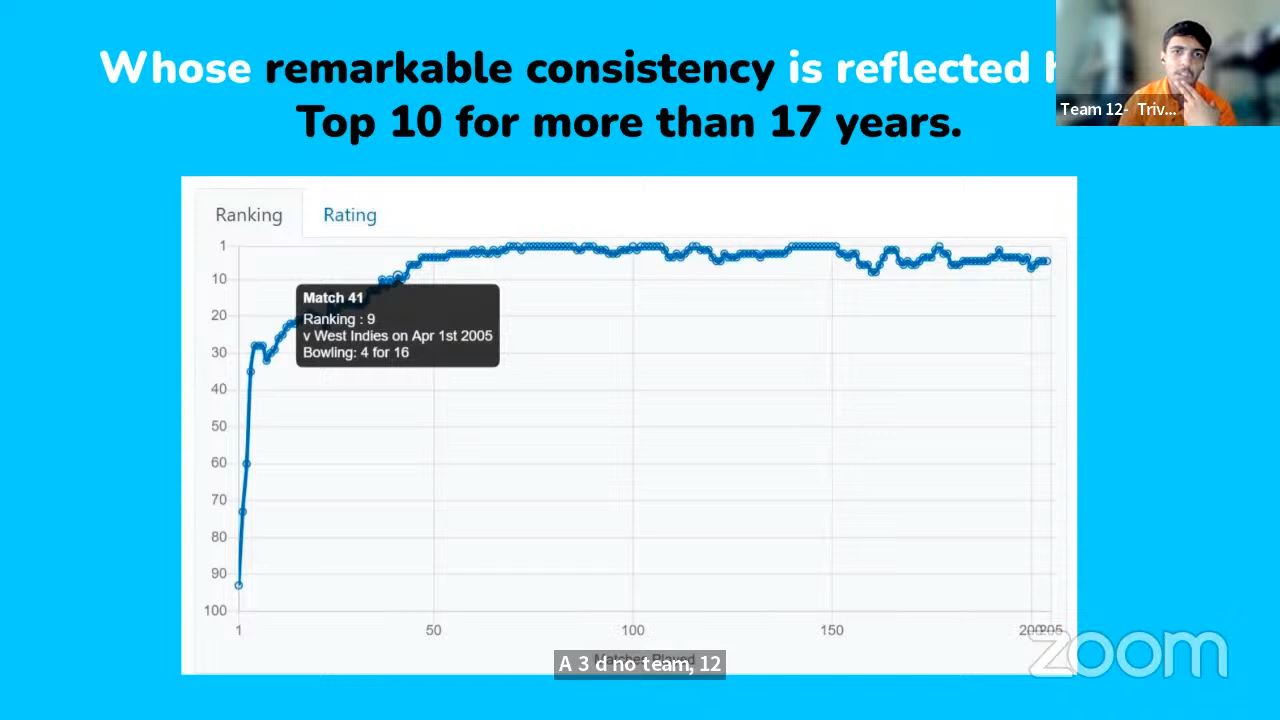 Whose remarkable consistency is reflected
Top 10 for more than 17 years.
Team 12- Triv...
Ranking
Rating
1
10
20
30
40
50
60
70
80
90
100
Match 41
Ranking : 9
v West Indies on Apr 1st 2005
Bowling: 4 for 16
1
50
100
150
200
205
Matches Played
A 3 d no team, 12
zoom